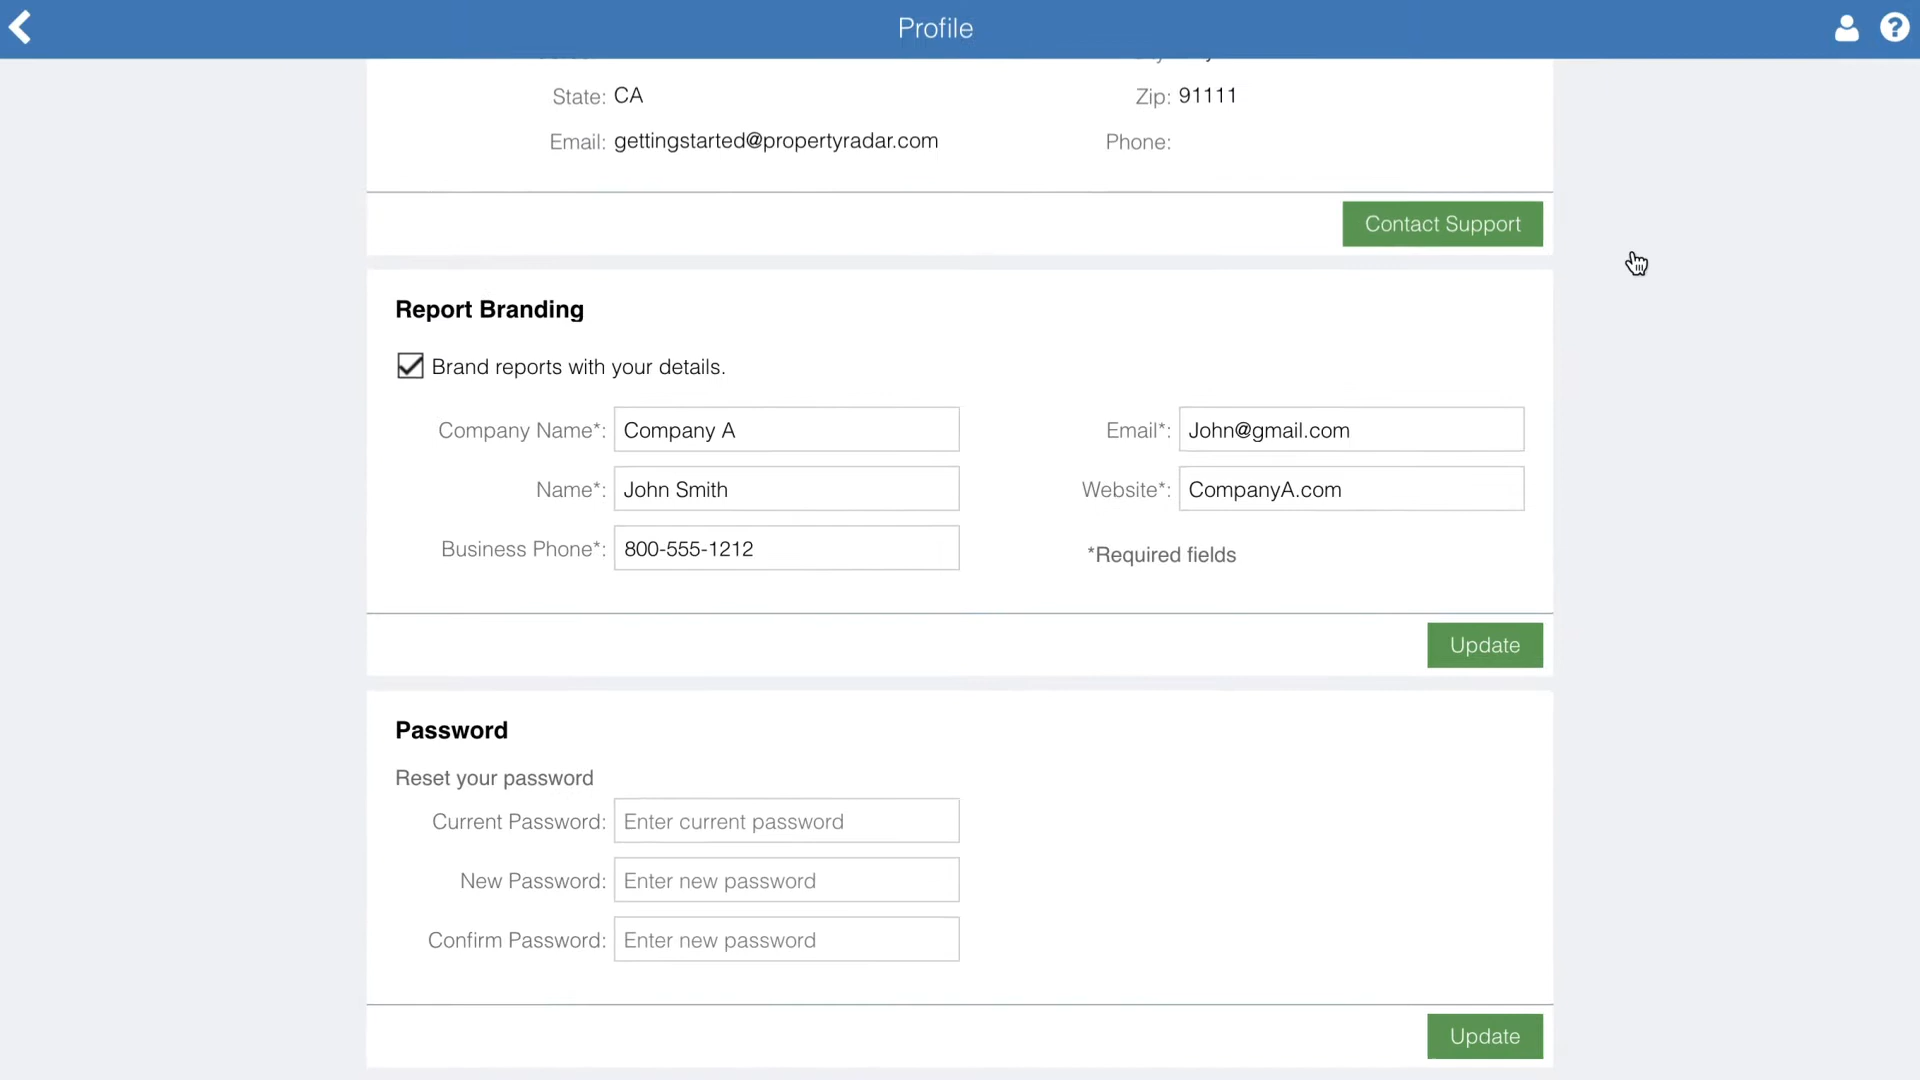 Profile
State: CA Zip: 91111
Email: gettingstarted@propertyradar.com Phone:
Contact Support
Report Branding
Brand reports with your details.
Company Name*: Company A Email*: John@gmail.com
Name*: John Smith Website*: CompanyA.com
Business Phone*: 800-555-1212 *Required fields
Update
Password
Reset your password
Current Password: Enter current password
New Password: Enter new password
Confirm Password: Enter new password
Update